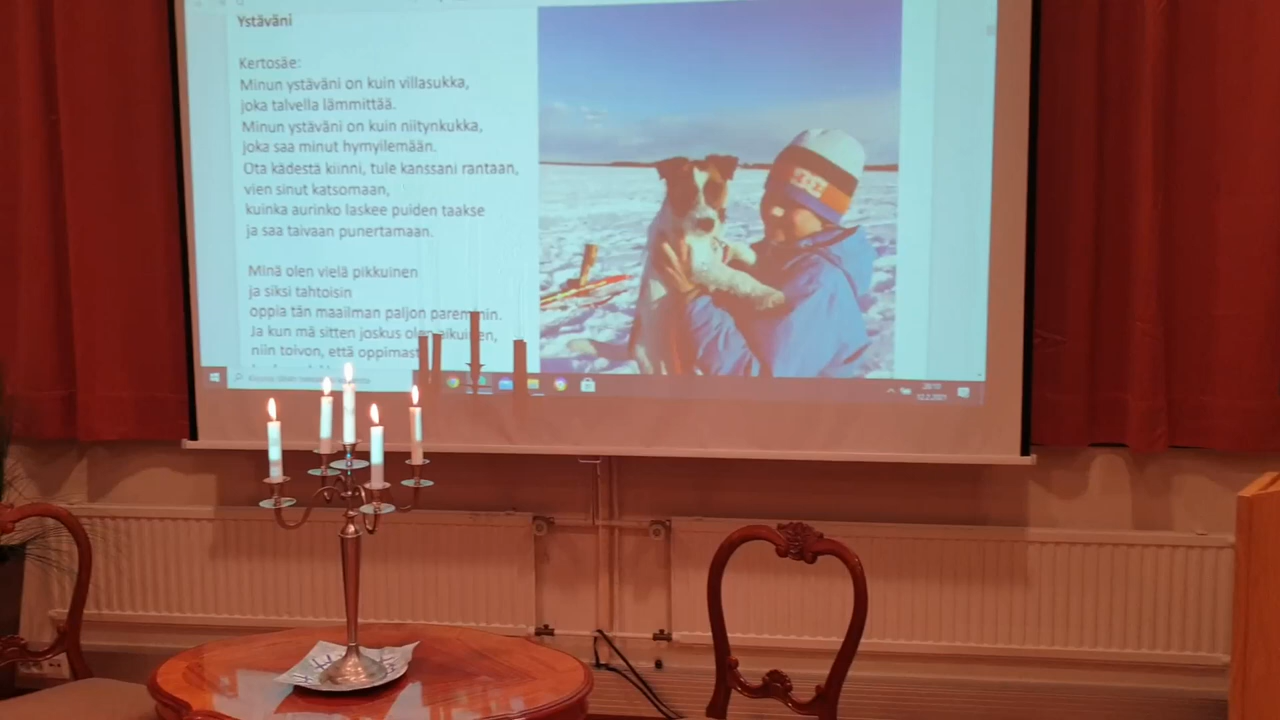 Ystäväni
Kertosäe:
Minun ystäväni on kuin villasukka,
joka talvella lämmittää.
Minun ystäväni on kuin niitynkukka,
joka saa minut hymyilemään.
Ota kädestä kiinni, tule kanssani rantaan,
vien sinut katsomaan,
kuinka aurinko laskee puiden taakse
ja saa taivaan punertamaan.
Minä olen vielä pikkuinen
ja siksi tahtoisin
oppia tän maailman paljon paremmin.
Ja kun mä sitten joskus olen aikuinen,
niin toivon, että oppimast
12.2.2021